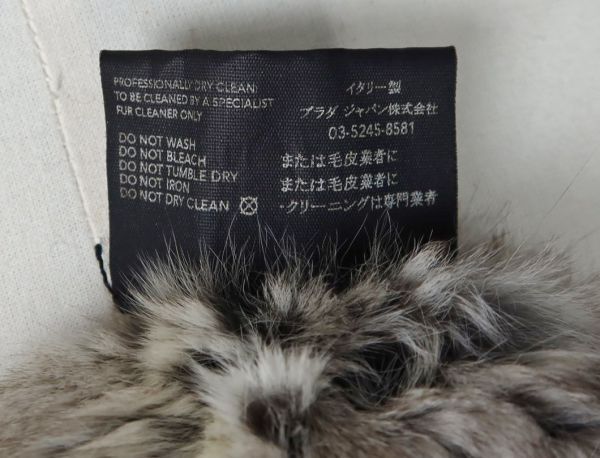 PROFESSIONALLY DRY CLEAN:
TO BE CLEANED BY A SPECIALIST
FUR CLEANER ONLY
DO NOT WASH
DO NOT BLEACH
DO NOT TUMBLE DRY
DO NOT IRON
DO NOT DRY CLEAN
イタリー製
プラダ ジャパン株式会社
03-5245-8581
または毛皮業者に
または毛皮業者に
・クリーニングは専門業者